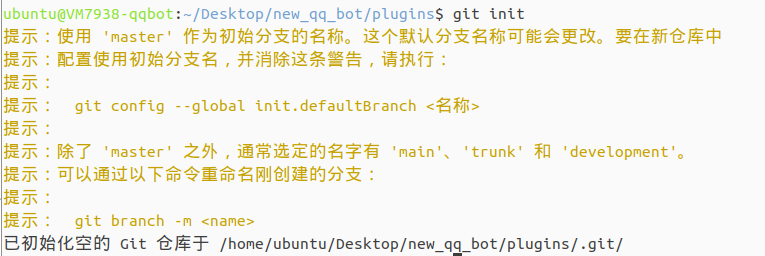 ubuntu@VM7938-qqbot:~/Desktop/new_qq_bot/plugins$ git init
提示：使用 'master' 作为初始分支的名称。这个默认分支名称可能会更改。要在新仓库中
提示：配置使用初始分支名，并消除这条警告，请执行：
提示：
提示：  git config --global init.defaultBranch <名称>
提示：
提示：除了 'master' 之外，通常选定的名字有 'main'、'trunk' 和 'development'。
提示：可以通过以下命令重命名刚创建的分支：
提示：
提示：  git branch -m <name>
已初始化空的 Git 仓库于 /home/ubuntu/Desktop/new_qq_bot/plugins/.git/